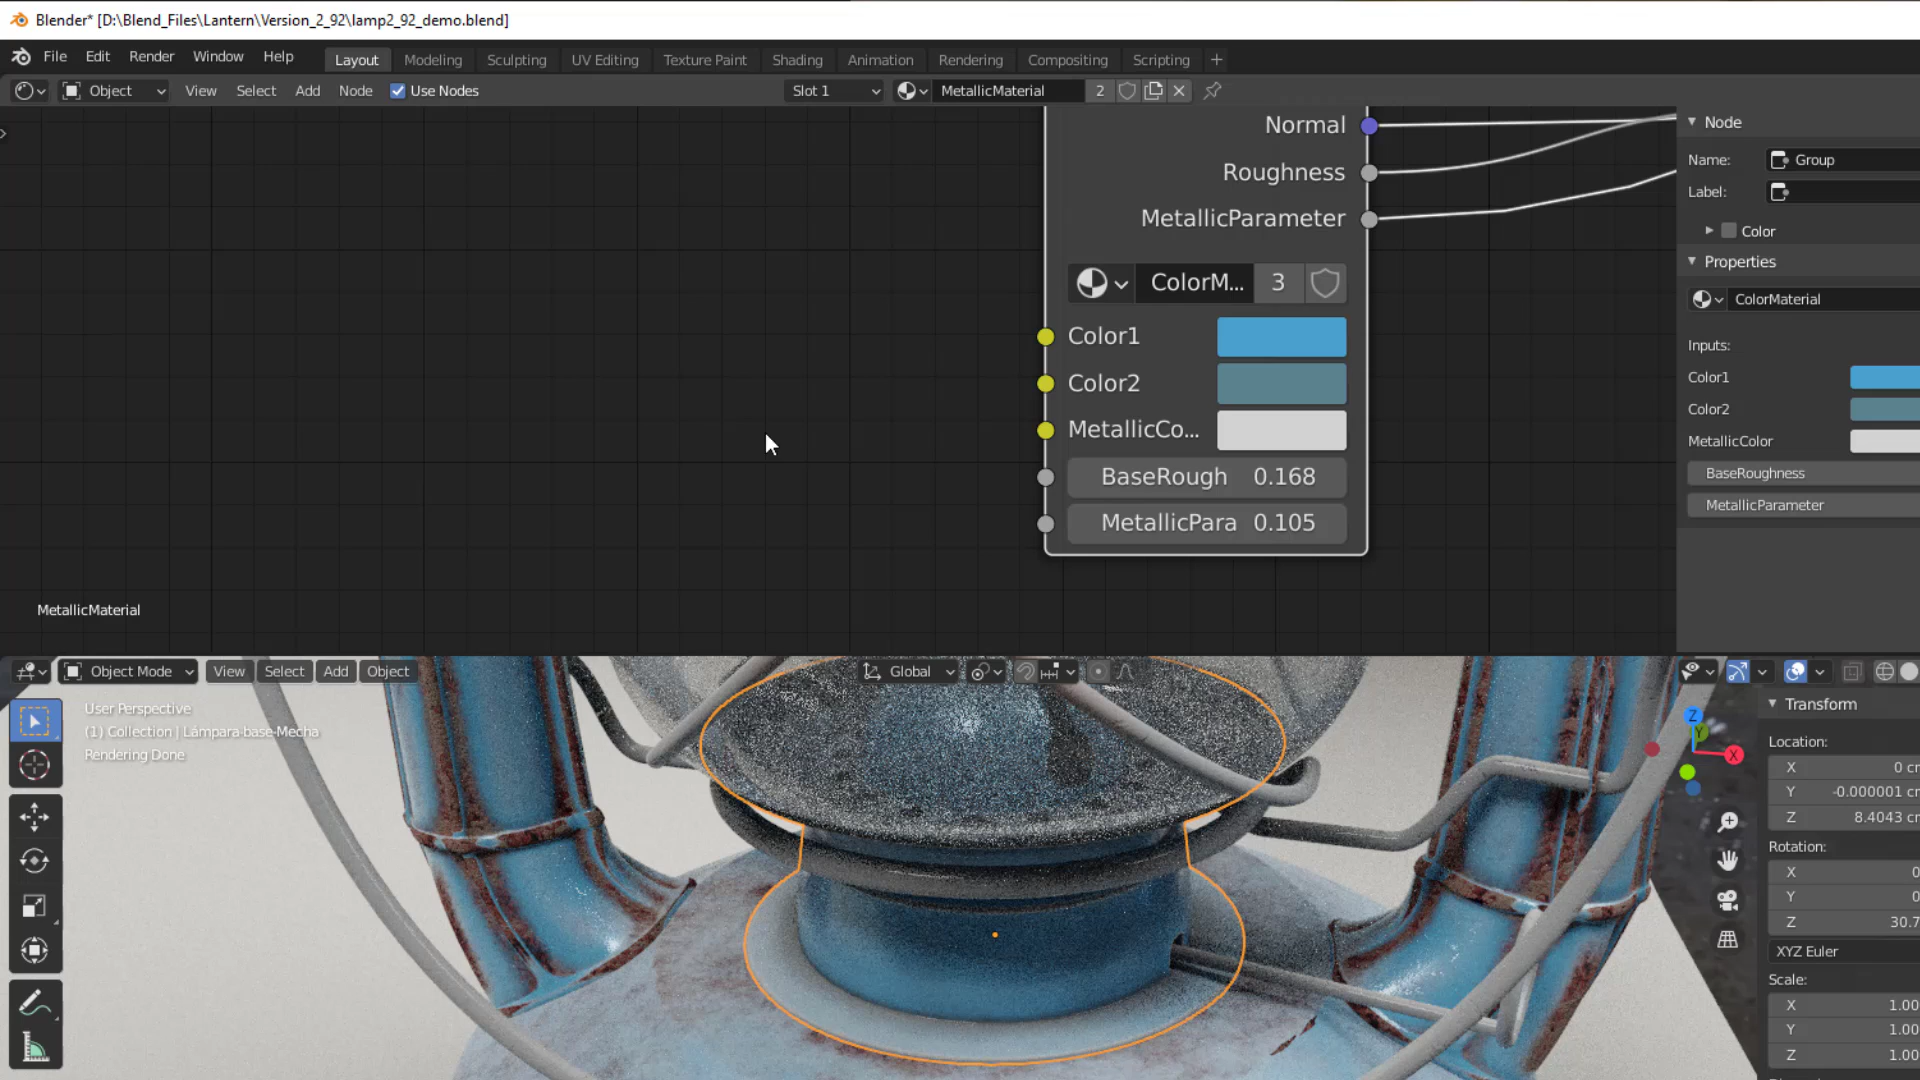 Blender* [D:\Blend_Files\Lantern\Version_2_92\lamp2_92_demo.blend]
File Edit Render Window Help Layout Modeling Sculpting UV Editing Texture Paint Shading Animation Rendering Compositing Scripting +
Object View Select Add Node Use Nodes Slot 1 MetallicMaterial 2
Normal
Roughness
MetallicParameter
ColorM... 3
Color1
Color2
MetallicCo...
BaseRough 0.168
MetallicPara 0.105
MetallicMaterial
Node
Name: Group
Label:
Color
Properties
ColorMaterial
Inputs:
Color1
Color2
MetallicColor
BaseRoughness
MetallicParameter
Object Mode View Select Add Object Global
User Perspective
(1) Collection | Lámpara-base-Mecha
Rendering Done
Z
Y
X
Transform
Location:
X 0 cm
Y -0.000001 cr
Z 8.4043 cr
Rotation:
X 0
Y 0
Z 30.7
XYZ Euler
Scale:
X 1.00
Y 1.00
Z 1.00